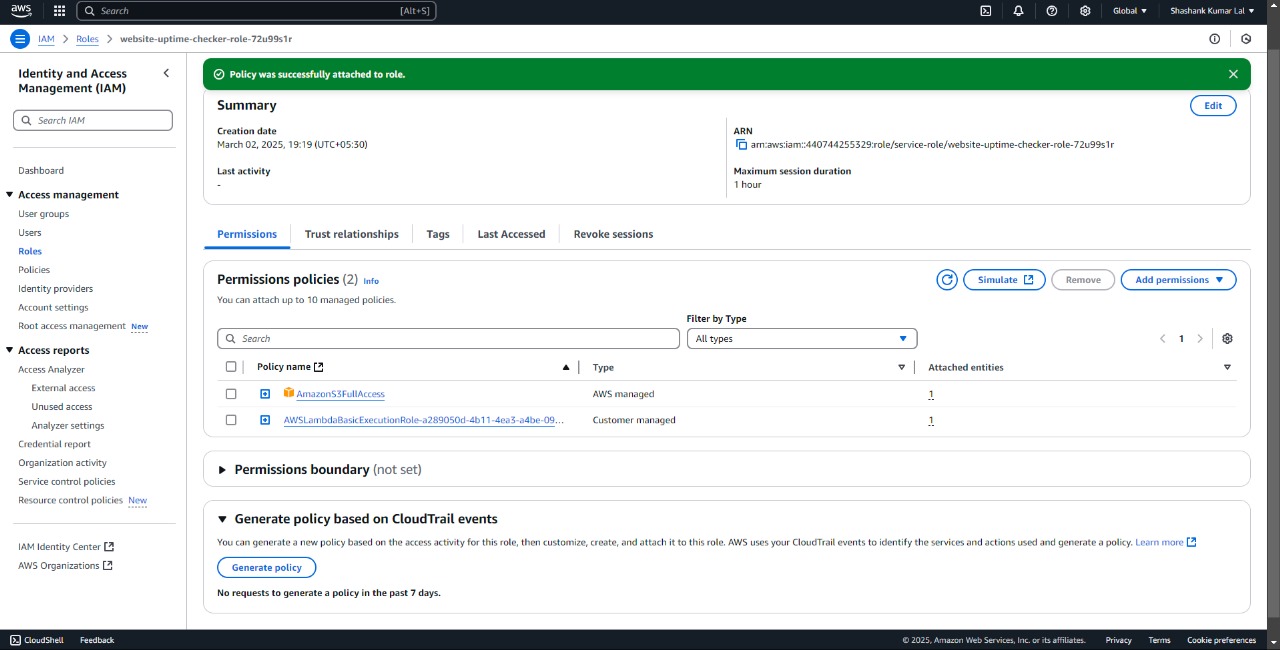 aws
Search [Alt+S]
Global
Shashank Kumar Lal
IAM
Roles
website-uptime-checker-role-72u99s1r
Identity and Access Management (IAM)
Search IAM
Dashboard
Access management
User groups
Users
Roles
Policies
Identity providers
Account settings
Root access management New
Access reports
Access Analyzer
External access
Unused access
Analyzer settings
Credential report
Organization activity
Service control policies
Resource control policies New
IAM Identity Center
AWS Organizations
Policy was successfully attached to role.
Summary
Edit
Creation date
March 02, 2025, 19:19 (UTC+05:30)
Last activity
-
ARN
arn:aws:iam::440744255329:role/service-role/website-uptime-checker-role-72u99s1r
Maximum session duration
1 hour
Permissions
Trust relationships
Tags
Last Accessed
Revoke sessions
Permissions policies (2) Info
You can attach up to 10 managed policies.
Simulate
Remove
Add permissions
Filter by Type
Search
All types
1
Policy name Type Attached entities
AmazonS3FullAccess AWS managed 1
AWSLambdaBasicExecutionRole-a289050d-4b11-4ea3-a4be-09... Customer managed 1
Permissions boundary (not set)
Generate policy based on CloudTrail events
You can generate a new policy based on the access activity for this role, then customize, create, and attach it to this role. AWS uses your CloudTrail events to identify the services and actions used and generate a policy. Learn more
Generate policy
No requests to generate a policy in the past 7 days.
CloudShell
Feedback
© 2025, Amazon Web Services, Inc. or its affiliates.
Privacy
Terms
Cookie preferences